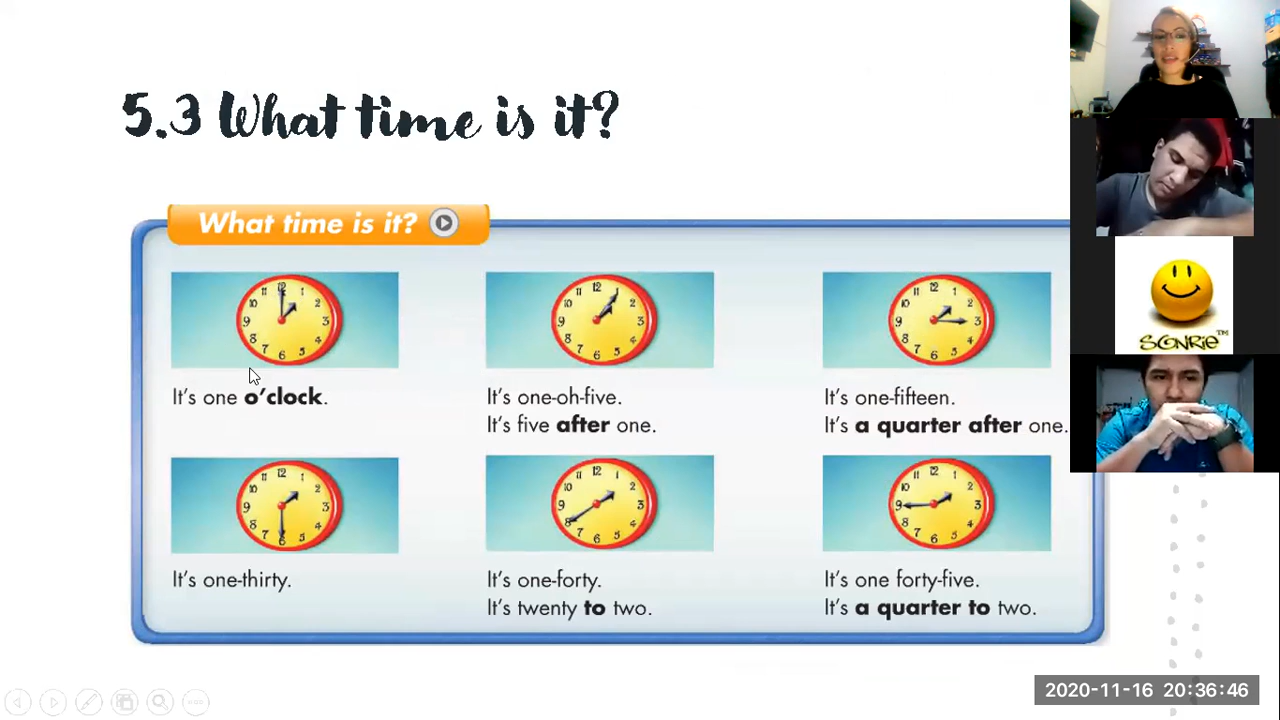 5.3 What time is it?
What time is it?
It's one o'clock.
It's one-oh-five.
It's five after one.
It's one-fifteen.
It's a quarter after one.
It's one-thirty.
It's one-forty.
It's twenty to two.
It's one forty-five.
It's a quarter to two.
SONRIE™
2020-11-16 20:36:46